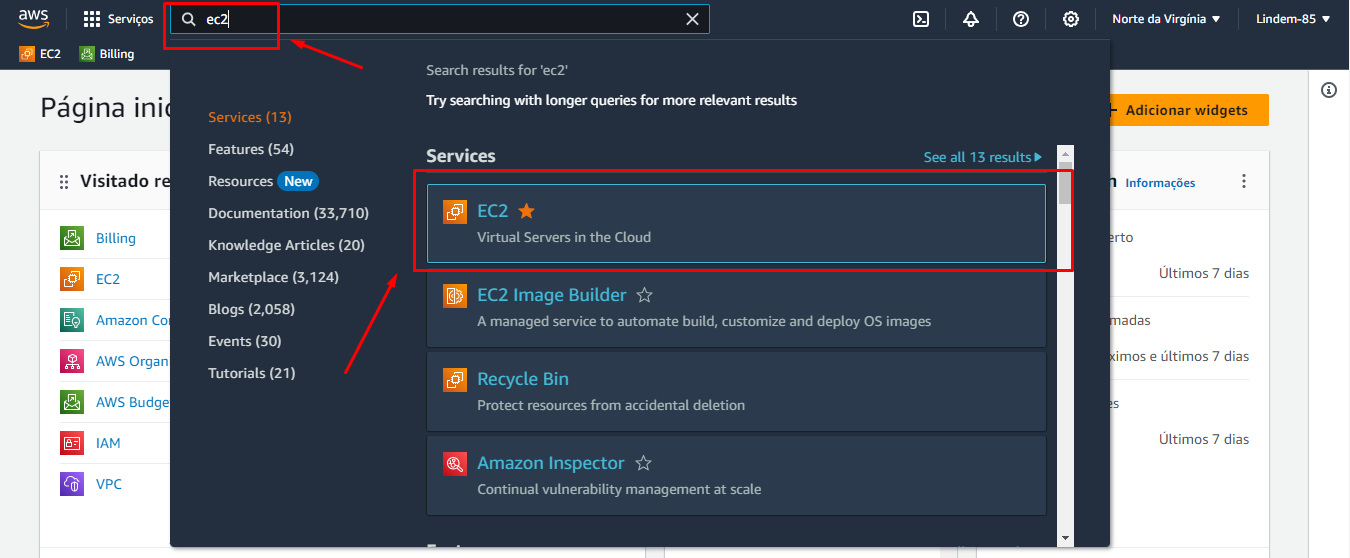 aws
Serviços
ec2
Norte da Virgínia
Lindem-85
EC2
Billing
Página inic
Adicionar widgets
Search results for 'ec2'
Try searching with longer queries for more relevant results
Services (13)
Features (54)
Resources New
Documentation (33,710)
Knowledge Articles (20)
Marketplace (3,124)
Blogs (2,058)
Events (30)
Tutorials (21)
Services
See all 13 results
EC2
Virtual Servers in the Cloud
EC2 Image Builder
A managed service to automate build, customize and deploy OS images
Recycle Bin
Protect resources from accidental deletion
Amazon Inspector
Continual vulnerability management at scale
Visitado re
Billing
EC2
Amazon Co
AWS Organ
AWS Budge
IAM
VPC
n Informações
erto
Últimos 7 dias
madas
ximos e últimos 7 dias
es
Últimos 7 dias